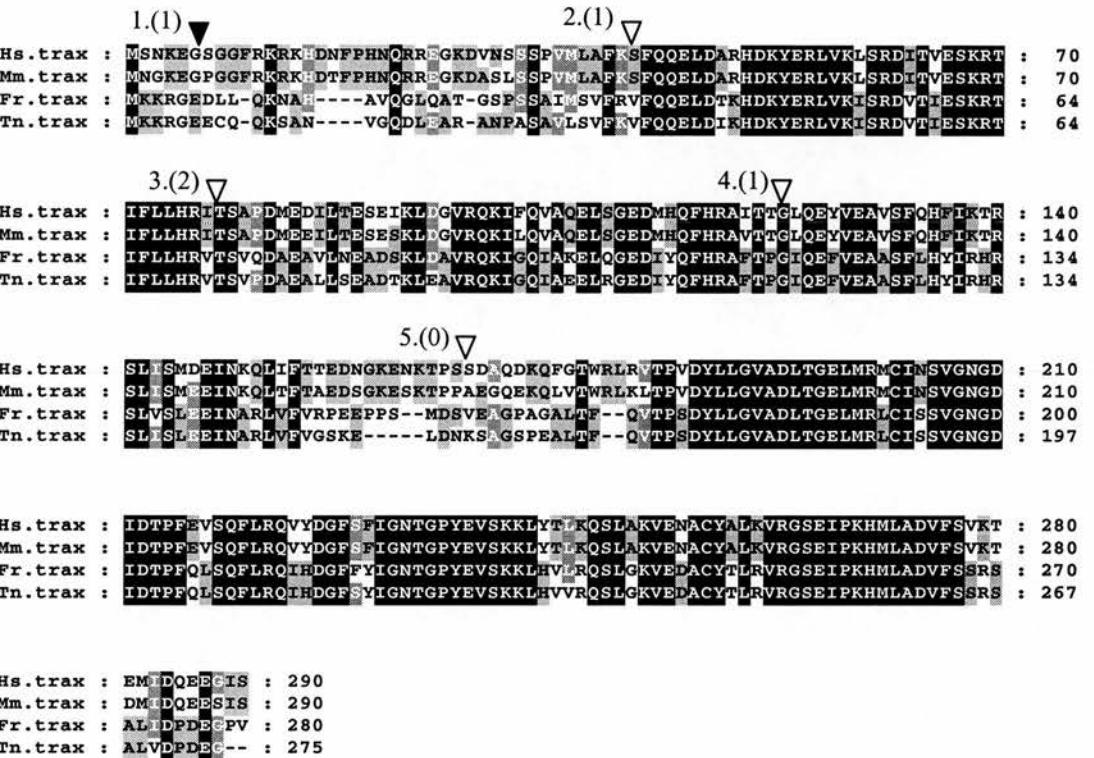 1.(1) 2.(1)
Hs.trax : MSNKEGSGGFRKRKHDNFPHNQRREGKDVNSSSPVMLAFKSFQQELDARHDKYERLVKLSRDITVESKRT : 70
Mm.trax : MNGKEGPGGFRKRKHDTFPHNQRREGKDASLSSPVMLAFKSFQQELDARHDKYERLVKLSRDITVESKRT : 70
Fr.trax : MKKRGEDLL-QKNAH----AVQGLQAT-GSPSSAIMSVFRVFQQELDTKHDKYERLVKISRDVTIESKRT : 64
Tn.trax : MKKRGEECQ-QKSAN----VGQDLEAR-ANPASAVLSVFKVFQQELDIKHDKYERLVKISRDVTIESKRT : 64
3.(2) 4.(1)
Hs.trax : IFLLHRITSAPDMEDILTESEIKLDGVRQKIFQVAQELSGEDMHQFHRAITTGLQEYVEAVSFQHFIKTR : 140
Mm.trax : IFLLHRITSAPDMEEILTESESKLDGVRQKILQVAQELSGEDMHQFHRAVTTGLQEYVEAVSFQHFIKTR : 140
Fr.trax : IFLLHRVTSVQDAEAVLNEADSKLDAVRQKIGQIAKELQGEDIYQFHRAFTPGIQEFVEAASFLHYIRHR : 134
Tn.trax : IFLLHRVTSVPDAEALLSEADTKLEAVRQKIGQIAEELRGEDIYQFHRAFTPGIQEFVEAASFLHYIRHR : 134
5.(0)
Hs.trax : SLISMDEINKQLIFTTEDNGKENKTPSSDAQDKQFGTWRLRVTPVDYLLGVADLTGELMRMCINSVGNGD : 210
Mm.trax : SLISMEEINKQLTFTAEDSGKESKTPPAEGQEKQLVTWRLKLTPVDYLLGVADLTGELMRMCINSVGNGD : 210
Fr.trax : SLVSLEEINARLVFVRPEEPPS--MDSVEAGPAGALTF--QVTPSDYLLGVADLTGELMRLCISSVGNGD : 200
Tn.trax : SLISLEEINARLVFVGSKE-----LDNKSAGSPEALTF--QVTPSDYLLGVADLTGELMRLCISSVGNGD : 197
Hs.trax : IDTPFEVSQFLRQVYDGFSFIGNTGPYEVSKKLYTLKQSLAKVENACYALKVRGSEIPKHMLADVFSVKT : 280
Mm.trax : IDTPFEVSQFLRQVYDGFSFIGNTGPYEVSKKLYTLKQSLAKVENACYALKVRGSEIPKHMLADVFSVKT : 280
Fr.trax : IDTPFQLSQFLRQIHDGFFYIGNTGPYEVSKKLHVLRQSLGKVEDACYTLRVRGSEIPKHMLADVFSSRS : 270
Tn.trax : IDTPFQLSQFLRQIHDGFSYIGNTGPYEVSKKLHVVRQSLGKVEDACYTLRVRGSEIPKHMLADVFSSRS : 267
Hs.trax : EMIDQEEGIS : 290
Mm.trax : DMIDQEESIS : 290
Fr.trax : ALIDPDEGPV : 280
Tn.trax : ALVDPDEG-- : 275